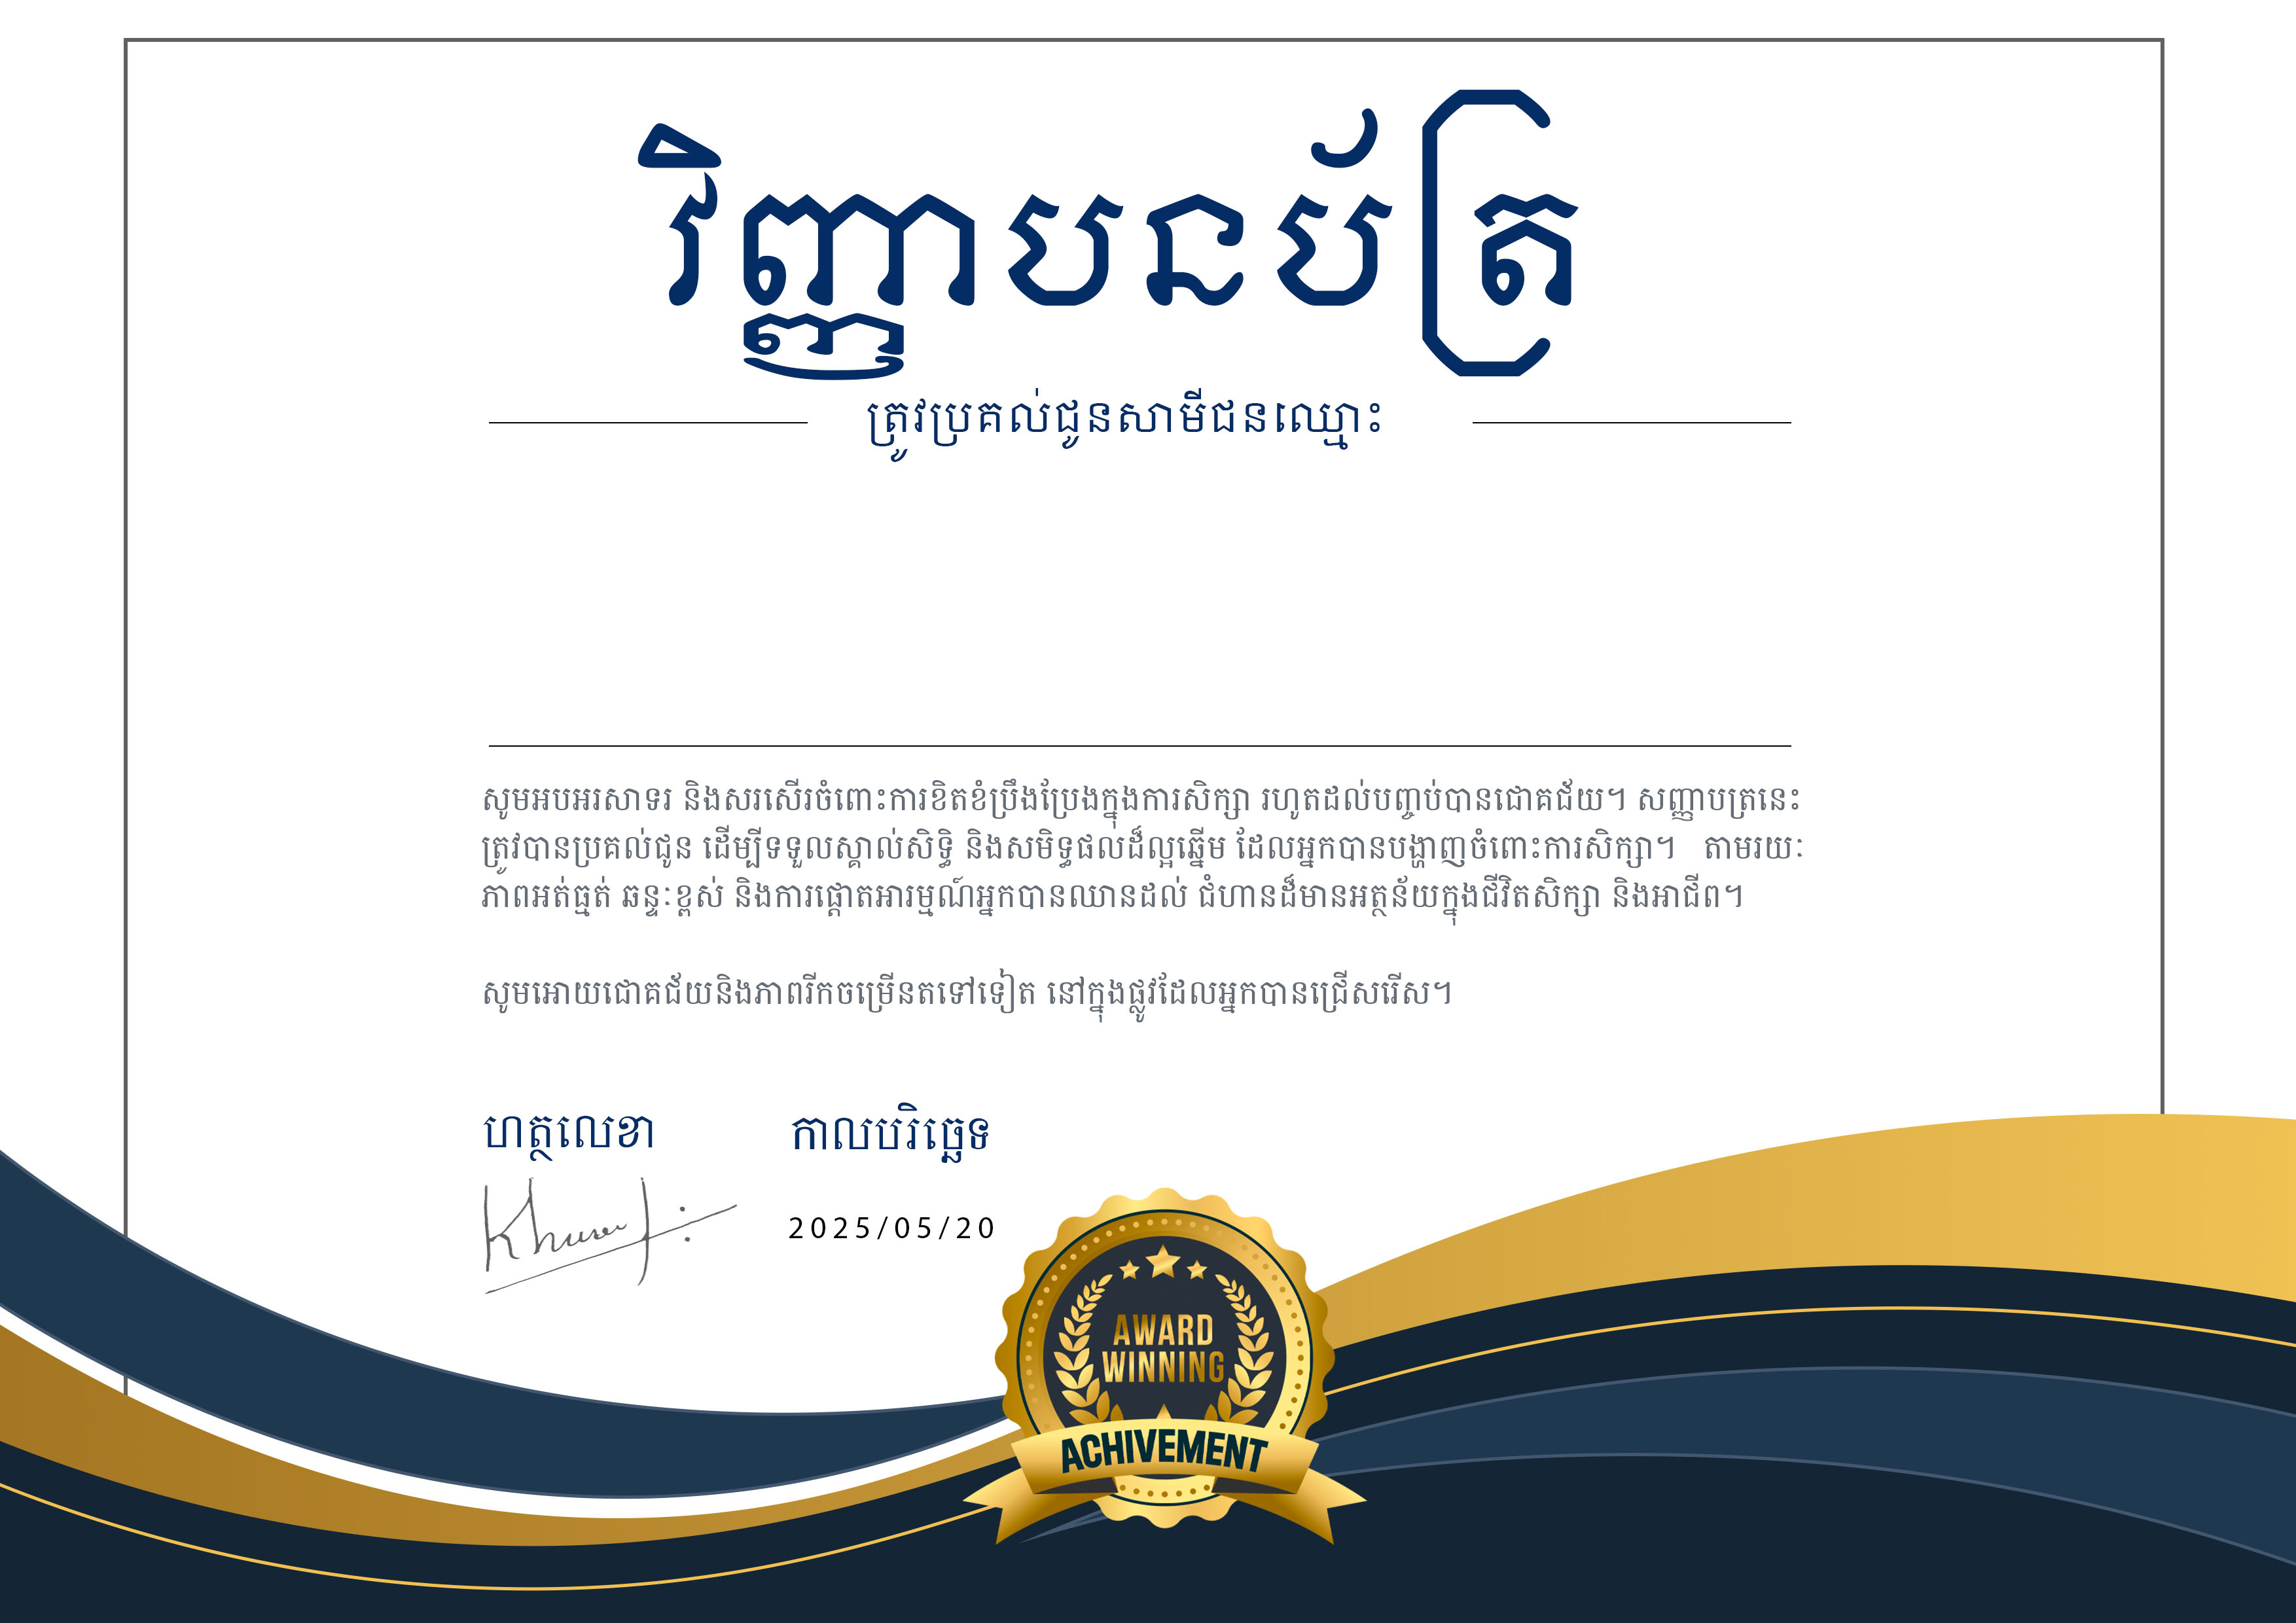 វិញ្ញាបនប័ត្រ
ត្រូវប្រគល់ជូនសាមីជនឈ្មោះ
សូមអបអរសាទរ និងសរសើរចំពោះការខិតខំប្រឹងប្រែងក្នុងការសិក្សា រហូតដល់បញ្ចប់បានជោគជ័យ។ សញ្ញាបត្រនេះ
ត្រូវបានប្រគល់ជូន ដើម្បីទទួលស្គាល់សិទ្ធិ និងសមិទ្ធផលដ៏ល្អឆ្នើម ដែលអ្នកបានបង្ហាញចំពោះការសិក្សា។ តាមរយៈ
ភាពអត់ធ្មត់ ឆន្ទៈខ្ពស់ និងការផ្តោតអារម្មណ៍អ្នកបានឈានដល់ ជំហានដ៏មានអត្ថន័យក្នុងជីវិតសិក្សា និងអាជីព។
សូមអោយជោគជ័យនិងភាពរីកចម្រើនតទៅទៀត នៅក្នុងផ្លូវដែលអ្នកបានជ្រើសរើស។
ហត្ថលេខា
កាលបរិច្ឆេទ
2025/05/20
AWARD
WINNING
ACHIVEMENT